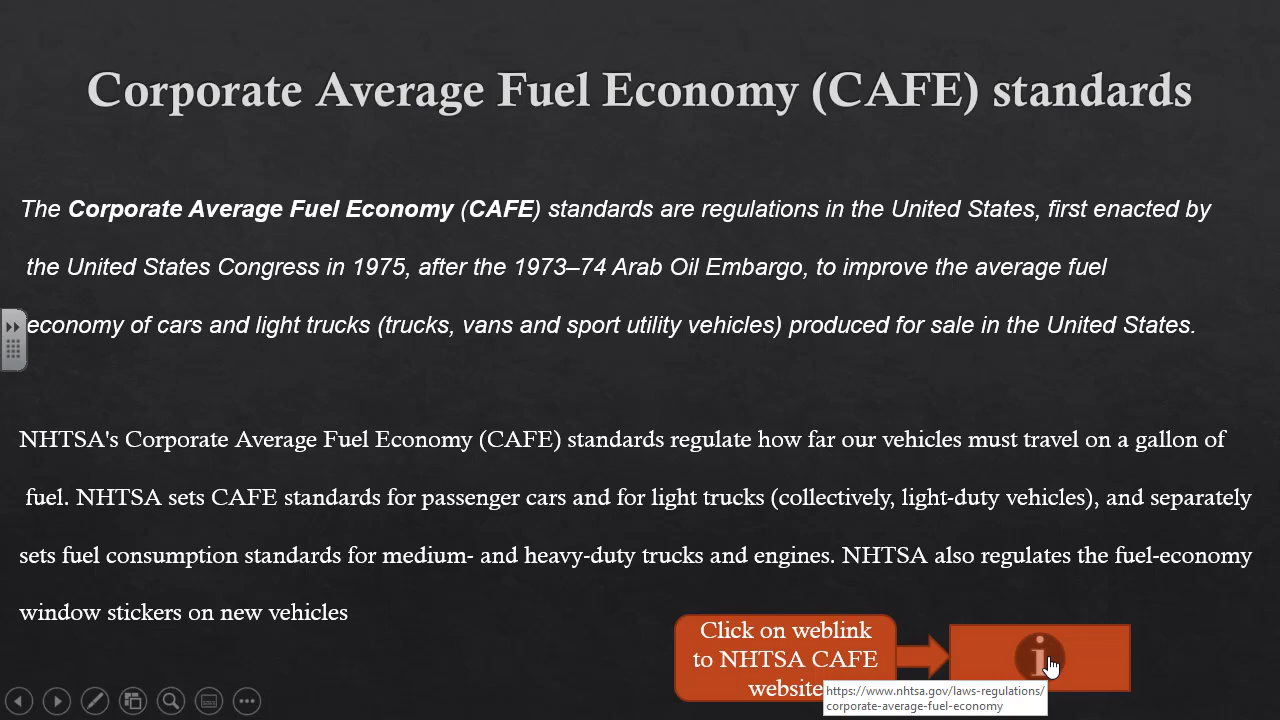 Corporate Average Fuel Economy (CAFE) standards
The Corporate Average Fuel Economy (CAFE) standards are regulations in the United States, first enacted by
the United States Congress in 1975, after the 1973–74 Arab Oil Embargo, to improve the average fuel
economy of cars and light trucks (trucks, vans and sport utility vehicles) produced for sale in the United States.
NHTSA's Corporate Average Fuel Economy (CAFE) standards regulate how far our vehicles must travel on a gallon of
fuel. NHTSA sets CAFE standards for passenger cars and for light trucks (collectively, light-duty vehicles), and separately
sets fuel consumption standards for medium- and heavy-duty trucks and engines. NHTSA also regulates the fuel-economy
window stickers on new vehicles
Click on weblink
to NHTSA CAFE
website
i
https://www.nhtsa.gov/laws-regulations/
corporate-average-fuel-economy